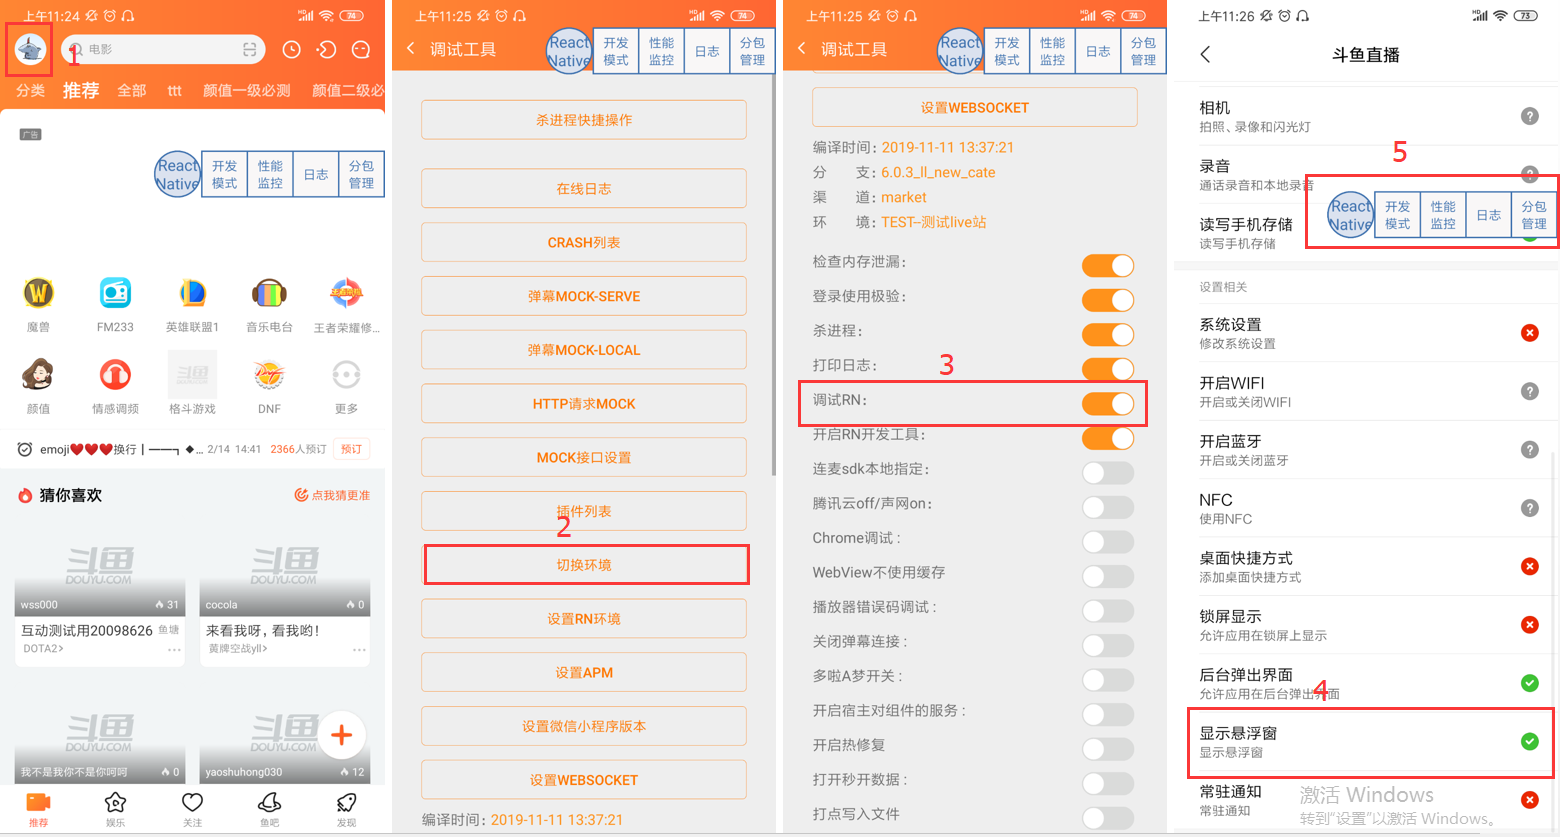 上午11:24
HD
74
电影
1
分类 推荐 全部 ttt 颜值一级必测 颜值二级必
广告
React Native
开发模式
性能监控
日志
分包管理
魔兽
FM233
英雄联盟1
音乐电台
王者荣耀修...
颜值
情感调频
格斗游戏
DNF
更多
emoji❤❤❤换行 | ——┐ ◆... 2/14 14:41 2366人预订 预订
猜你喜欢
点我猜更准
斗鱼
DOUYU.COM
wss000 31
互动测试用20098626 鱼塘
DOTA2>
斗鱼
DOUYU.COM
cocola 0
来看我呀,看我哟!
黄牌空战yll>
斗鱼
DOUYU.COM
我不是我你不是你呵呵 0
斗鱼
DOUYU.COM
yaoshuhong030 12
推荐
娱乐
关注
鱼吧
发现
上午11:25
HD
74
调试工具
React Native
开发模式
性能监控
日志
分包管理
杀进程快捷操作
在线日志
CRASH列表
弹幕MOCK-SERVE
弹幕MOCK-LOCAL
HTTP请求MOCK
MOCK接口设置
插件列表
2
切换环境
设置RN环境
设置APM
设置微信小程序版本
设置WEBSOCKET
编译时间: 2019-11-11 13:37:21
上午11:25
HD
74
调试工具
React Native
开发模式
性能监控
日志
分包管理
设置WEBSOCKET
编译时间: 2019-11-11 13:37:21
分 支: 6.0.3_ll_new_cate
渠 道: market
环 境: TEST--测试live站
检查内存泄漏:
登录使用极验:
杀进程:
打印日志:
3
调试RN:
开启RN开发工具:
连麦sdk本地指定:
腾讯云off/声网on:
Chrome调试 :
WebView不使用缓存
播放器错误码调试 :
关闭弹幕连接 :
多啦A梦开关 :
开启宿主对组件的服务 :
开启热修复
打开秒开数据 :
打点写入文件
上午11:26
HD
73
斗鱼直播
相机
拍照、录像和闪光灯
5
录音
通话录音和本地录音
React Native
开发模式
性能监控
日志
分包管理
读写手机存储
读写手机存储
设置相关
系统设置
修改系统设置
开启WIFI
开启或关闭WIFI
开启蓝牙
开启或关闭蓝牙
NFC
使用NFC
桌面快捷方式
添加桌面快捷方式
锁屏显示
允许应用在锁屏上显示
后台弹出界面
允许应用在后台弹出界面
4
显示悬浮窗
显示悬浮窗
常驻通知
常驻通知
激活 Windows
转到"设置"以激活 Windows。